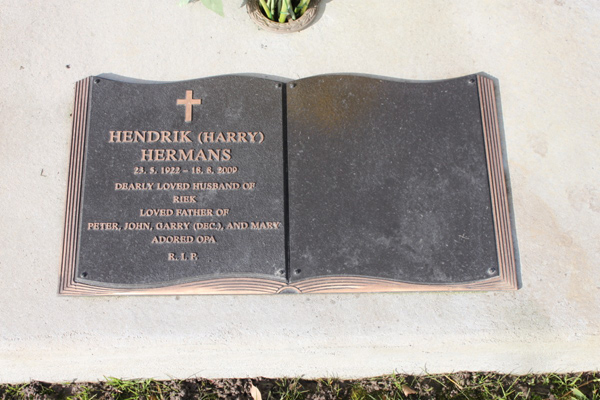 HENDRIK (HARRY)
HERMANS
23. 5. 1922 – 18. 8. 2009
DEARLY LOVED HUSBAND OF
RIEK
LOVED FATHER OF
PETER, JOHN, GARRY (DEC.), AND MARY
ADORED OPA
R. I. P.